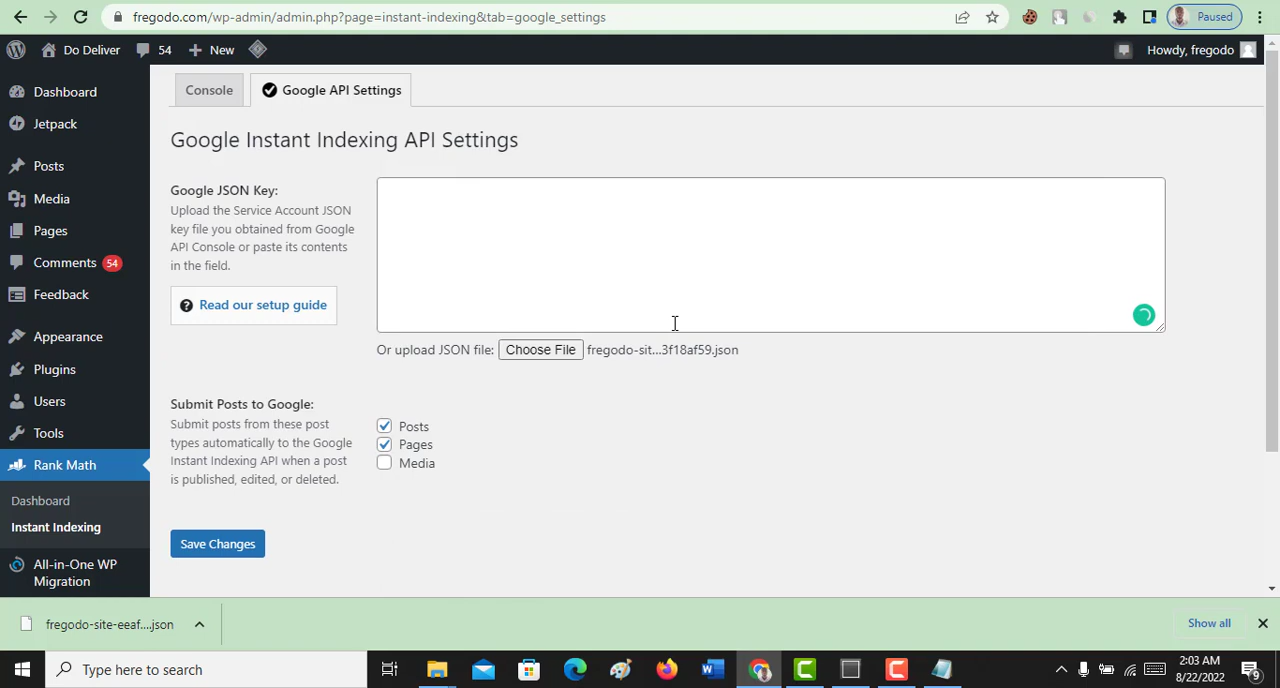 fregodo.com/wp-admin/admin.php?page=instant-indexing&tab=google_settings
Paused
Do Deliver
54
New
Howdy, fregodo
Dashboard
Jetpack
Posts
Media
Pages
Comments 54
Feedback
Appearance
Plugins
Users
Tools
Rank Math
Dashboard
Instant Indexing
All-in-One WP
Migration
Console
Google API Settings
Google Instant Indexing API Settings
Google JSON Key:
Upload the Service Account JSON
key file you obtained from Google
API Console or paste its contents
in the field.
Read our setup guide
Or upload JSON file: Choose File fregodo-sit...3f18af59.json
Submit Posts to Google:
Submit posts from these post
types automatically to the Google
Instant Indexing API when a post
is published, edited, or deleted.
Posts
Pages
Media
Save Changes
fregodo-site-eeaf....json
Show all
Type here to search
2:03 AM
8/22/2022
9